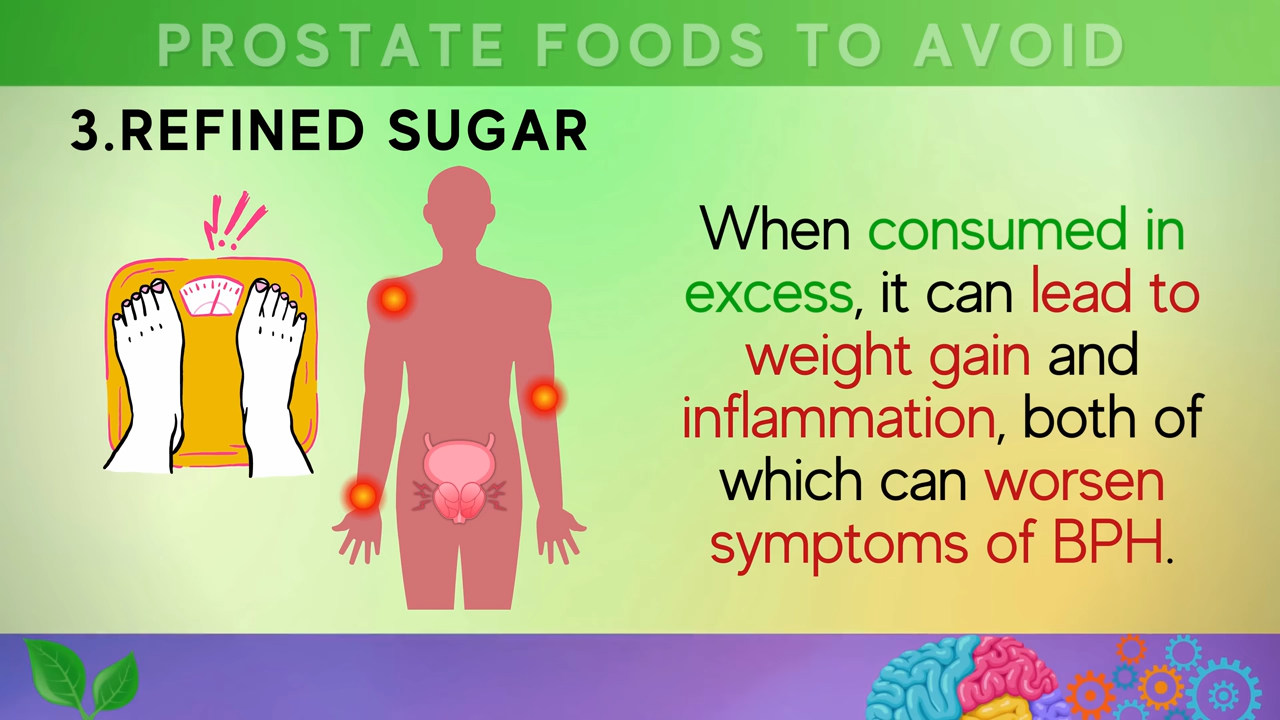 PROSTATE FOODS TO AVOID
3.REFINED SUGAR
When consumed in
excess, it can lead to
weight gain and
inflammation, both of
which can worsen
symptoms of BPH.